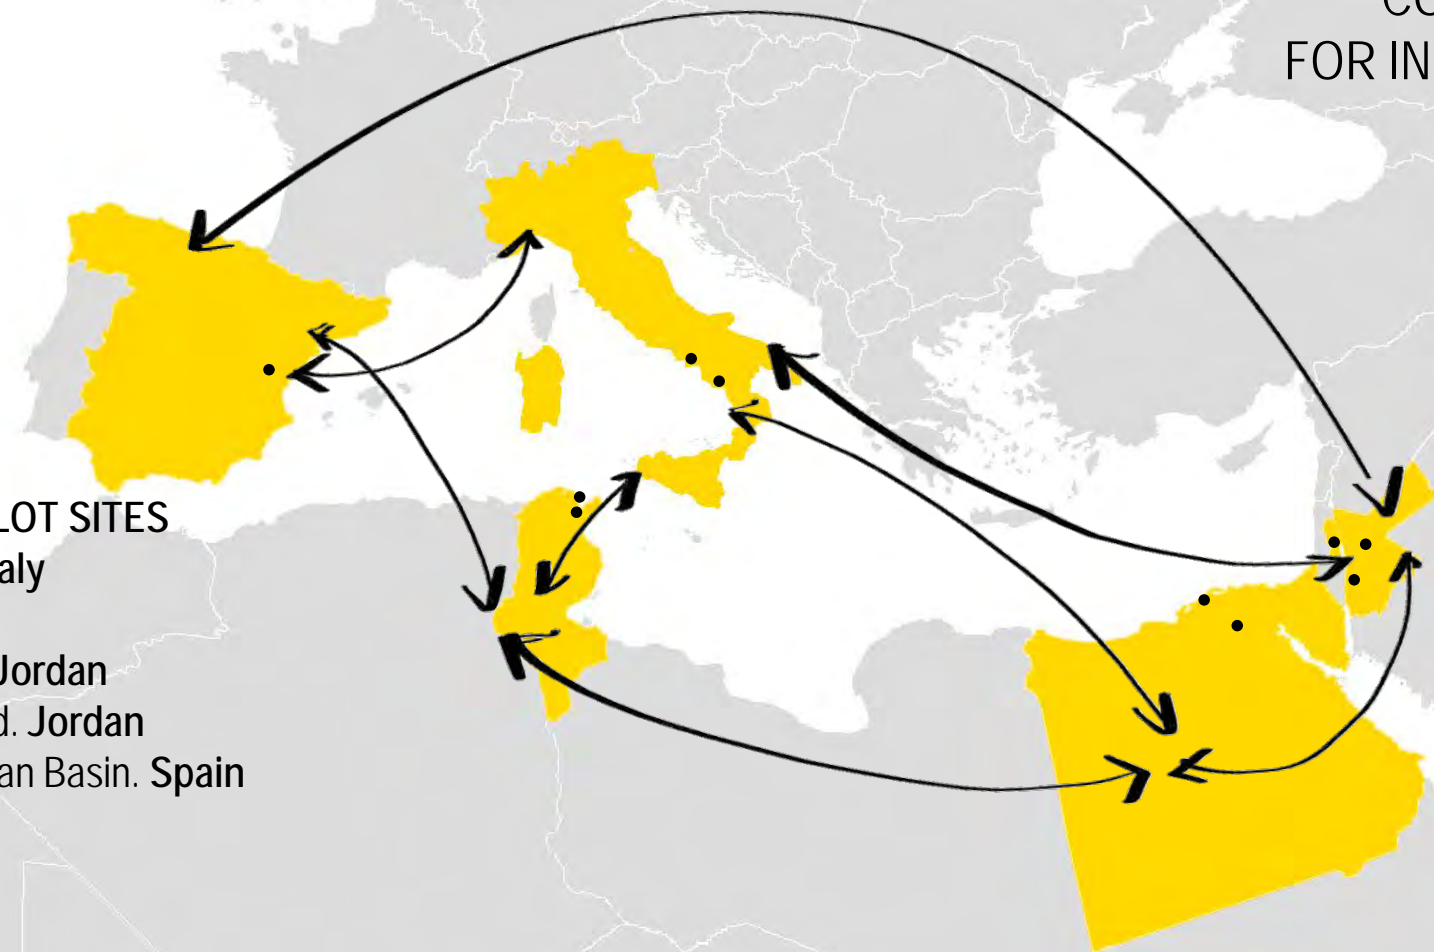 FOR IN
LOT SITES
aly
Jordan
d. Jordan
an Basin. Spain